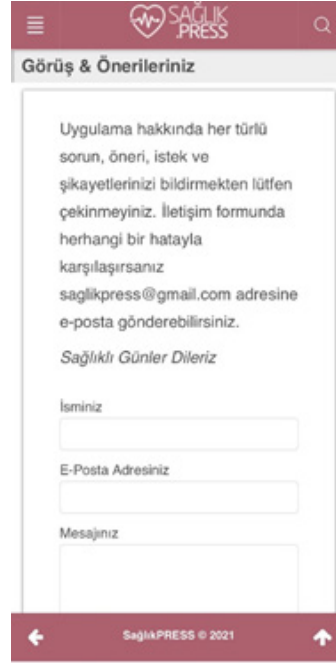 SAĞLIK
.PRESS
Görüş & Önerileriniz
Uygulama hakkında her türlü
sorun, öneri, istek ve
şikayetlerinizi bildirmekten lütfen
çekinmeyiniz. İletişim formunda
herhangi bir hatayla
karşılaşırsanız
saglikpress@gmail.com adresine
e-posta gönderebilirsiniz.
Sağlıklı Günler Dileriz
İsminiz
E-Posta Adresiniz
Mesajınız
SağlıkPRESS © 2021